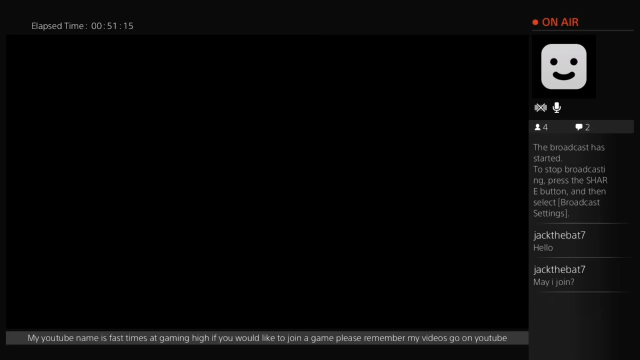 Elapsed Time : 00 : 51 : 15
ON AIR
4 2
The broadcast has
started.
To stop broadcasti
ng, press the SHAR
E button, and then
select [Broadcast
Settings].
jackthebat7
Hello
jackthebat7
May i join?
My youtube name is fast times at gaming high if you would like to join a game please remember my videos go on youtube